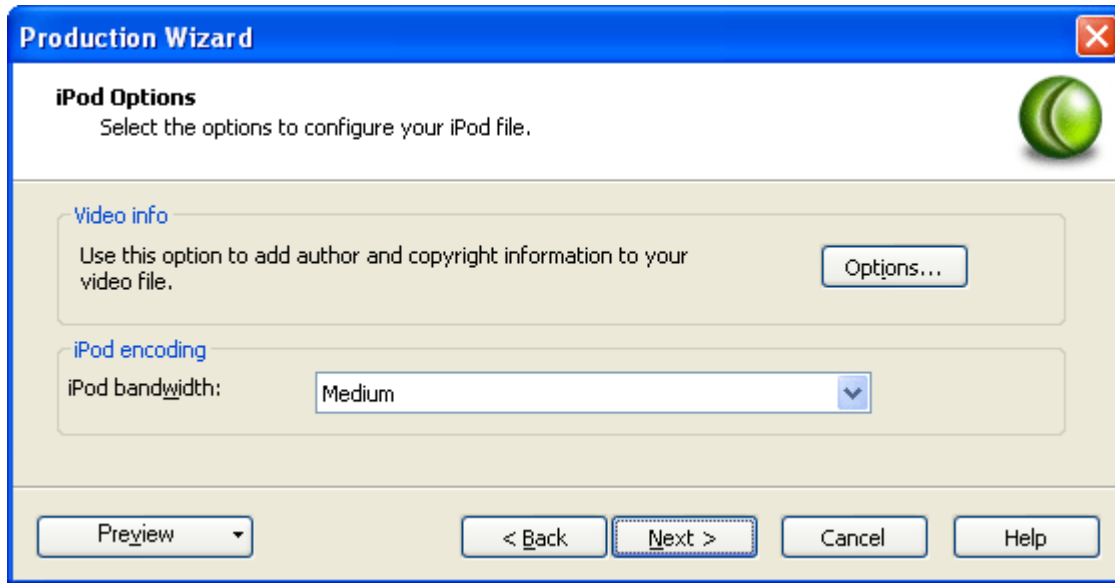 Production Wizard
iPod Options
Select the options to configure your iPod file.
Video info
Use this option to add author and copyright information to your
video file.
Options...
iPod encoding
iPod bandwidth:
Medium
Preview
< Back
Next >
Cancel
Help